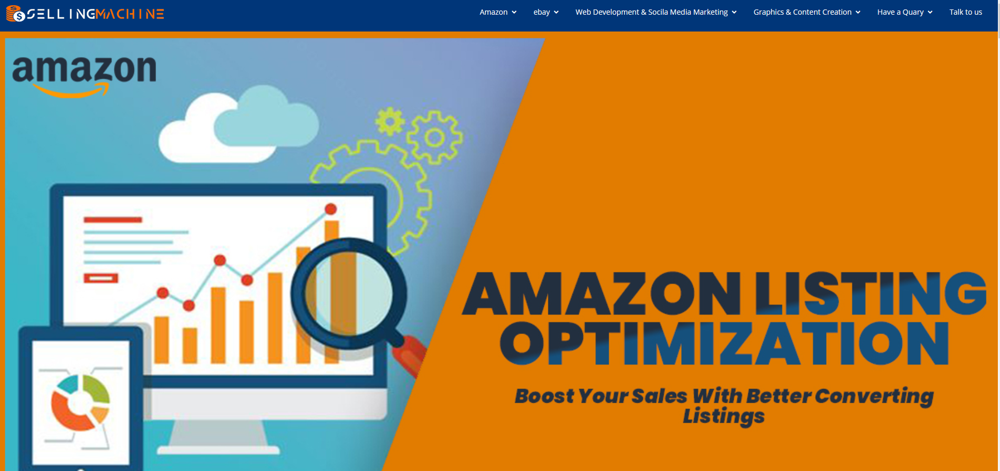 SELLINGMACHINE
Amazon
ebay
Web Development & Socila Media Marketing
Graphics & Content Creation
Have a Quary
Talk to us
amazon
AMAZON LISTING
OPTIMIZATION
Boost Your Sales With Better Converting
Listings